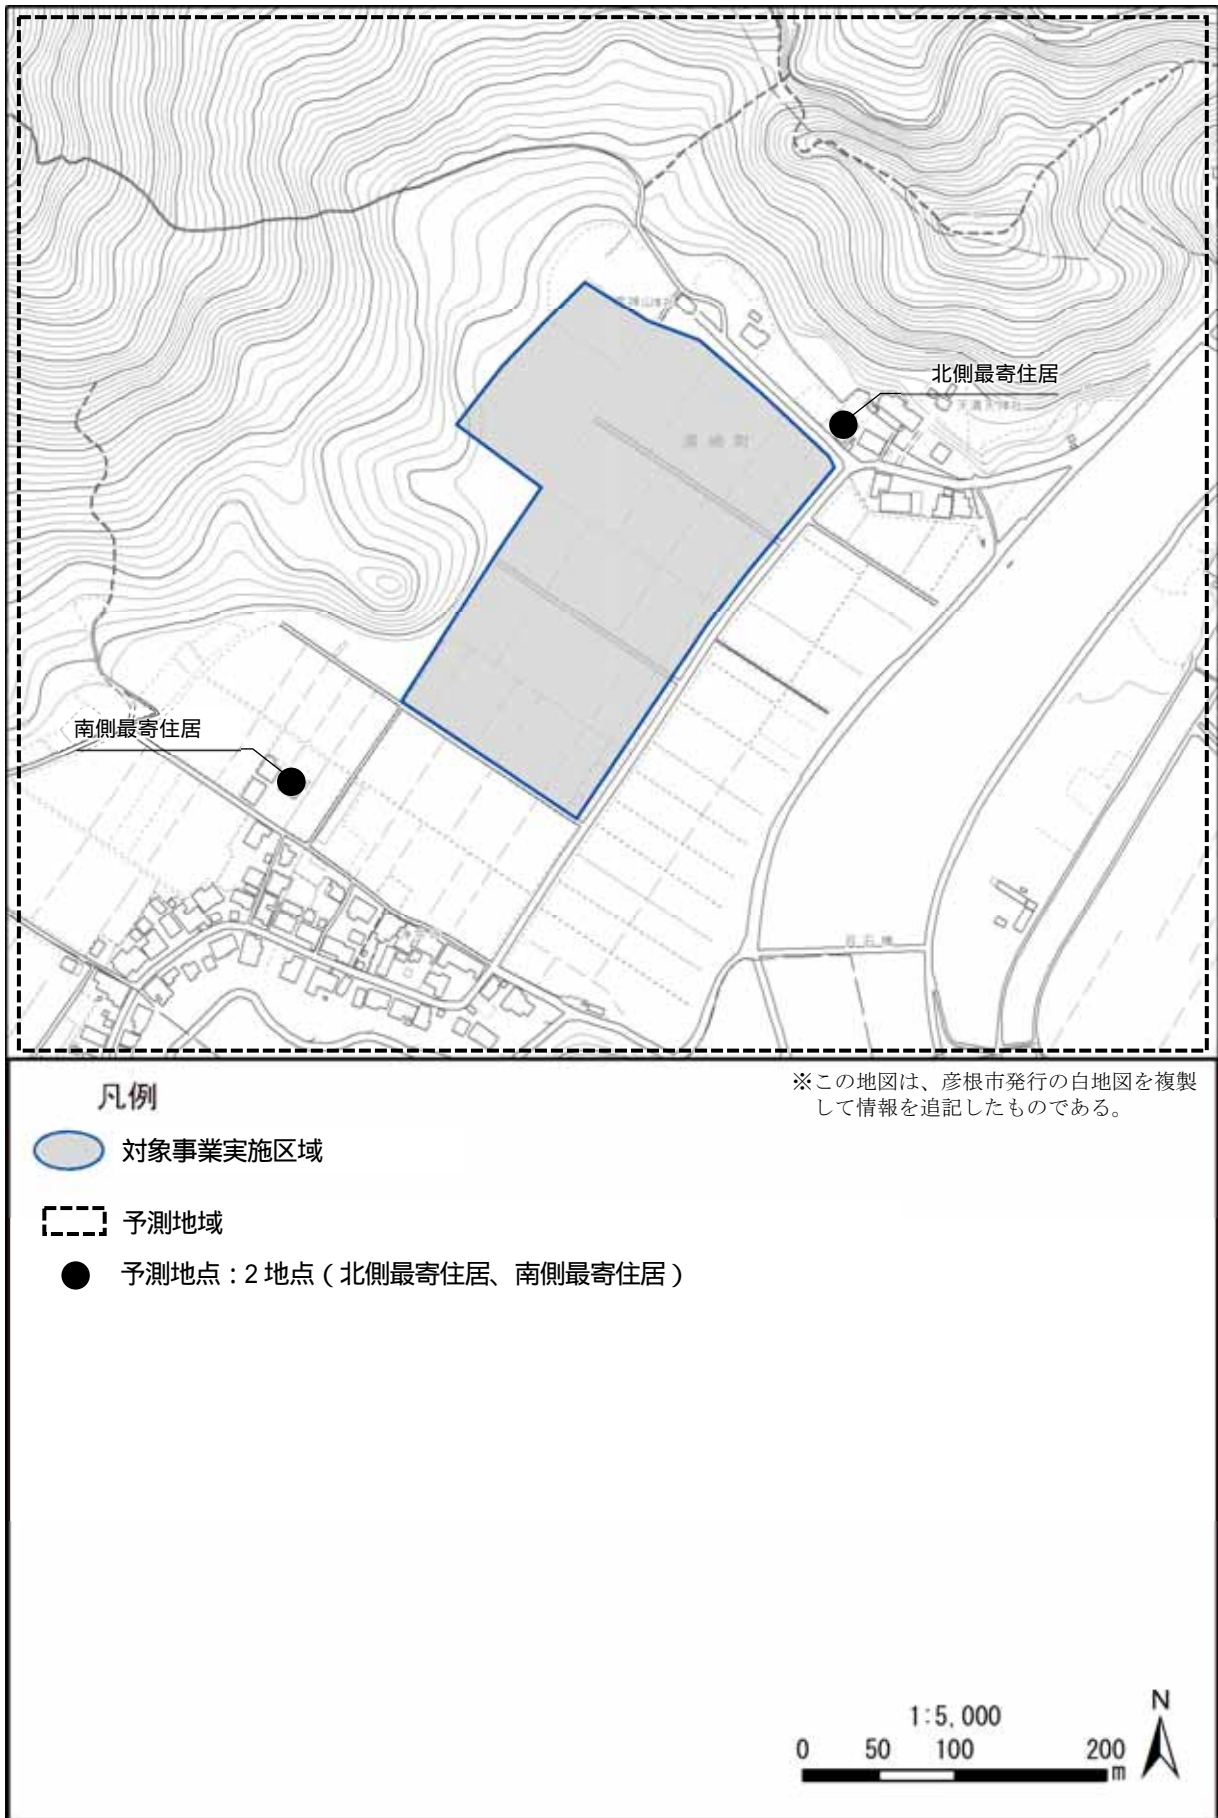 北側最寄住居
南側最寄住居
凡例
※この地図は、彦根市発行の白地図を複製
して情報を追記したものである。
対象事業実施区域
予測地域
予測地点：2地点（北側最寄住居、南側最寄住居）
1:5,000
N
0 50 100 200
m